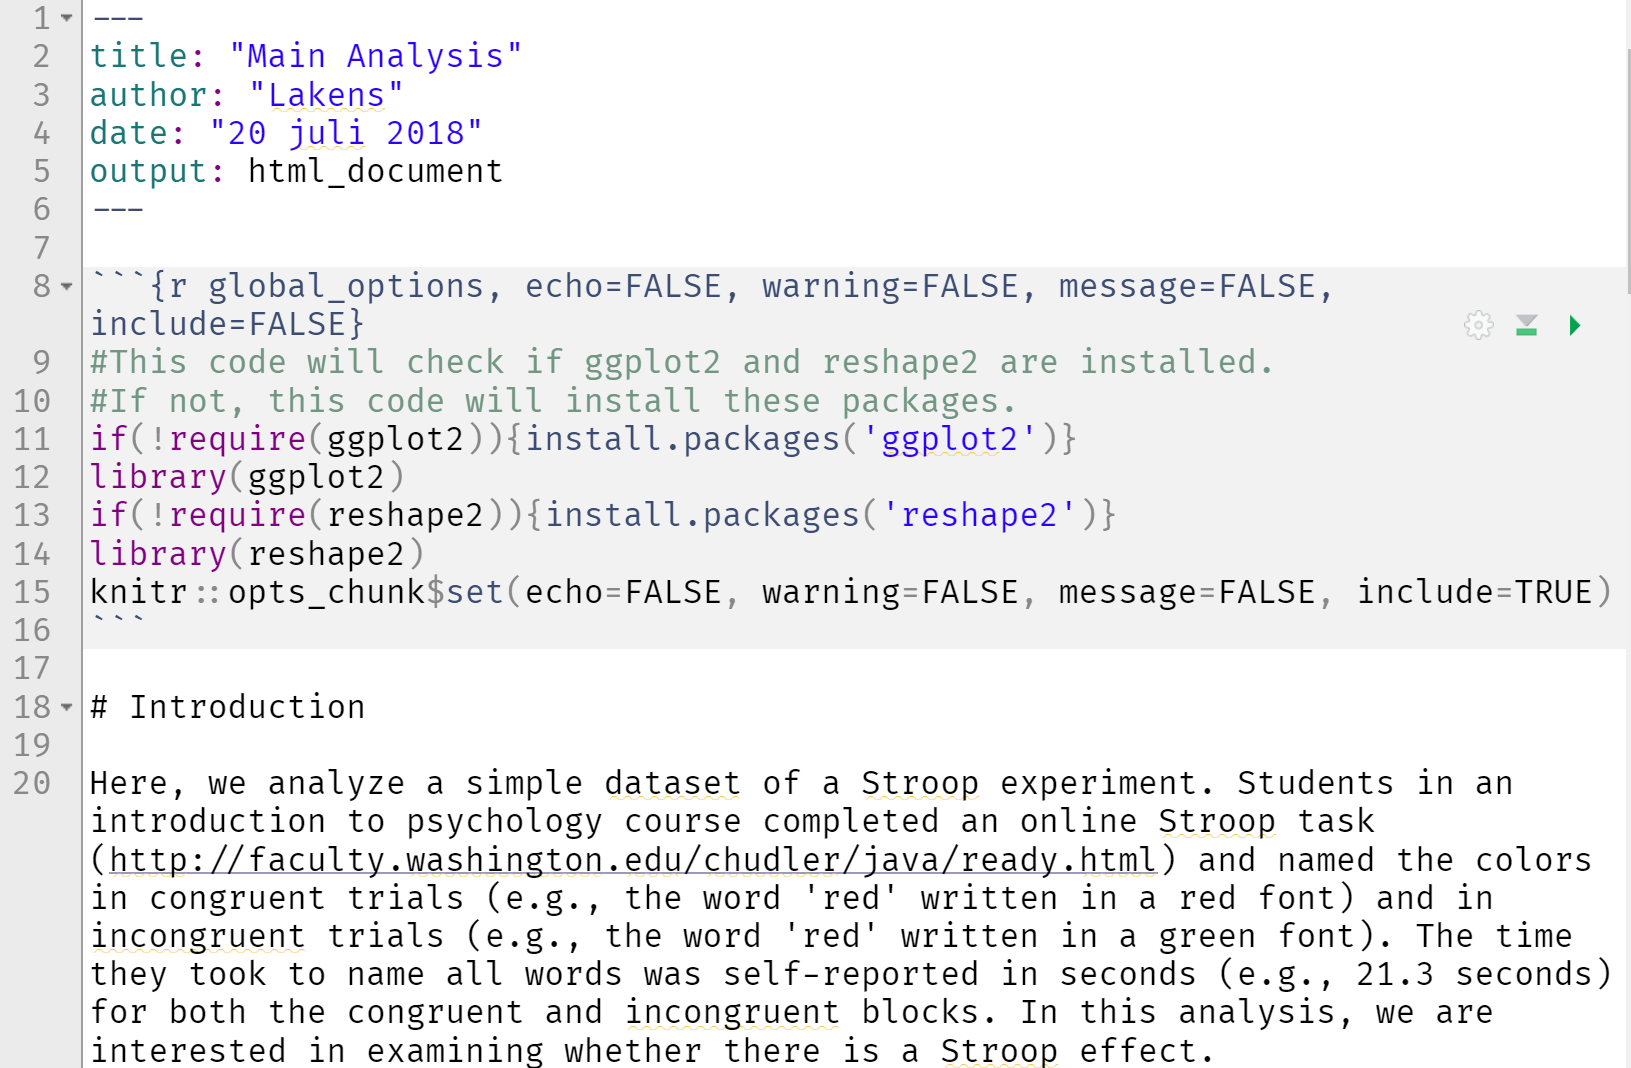 1 ---
2 title: "Main Analysis"
3 author: "Lakens"
4 date: "20 juli 2018"
5 output: html_document
6 ---
7
8 ```{r global_options, echo=FALSE, warning=FALSE, message=FALSE,
include=FALSE}
9 #This code will check if ggplot2 and reshape2 are installed.
10 #If not, this code will install these packages.
11 if(!require(ggplot2)){install.packages('ggplot2')}
12 library(ggplot2)
13 if(!require(reshape2)){install.packages('reshape2')}
14 library(reshape2)
15 knitr::opts_chunk$set(echo=FALSE, warning=FALSE, message=FALSE, include=TRUE)
16 ```
17
18 # Introduction
19
20 Here, we analyze a simple dataset of a Stroop experiment. Students in an
introduction to psychology course completed an online Stroop task
(http://faculty.washington.edu/chudler/java/ready.html) and named the colors
in congruent trials (e.g., the word 'red' written in a red font) and in
incongruent trials (e.g., the word 'red' written in a green font). The time
they took to name all words was self-reported in seconds (e.g., 21.3 seconds)
for both the congruent and incongruent blocks. In this analysis, we are
interested in examining whether there is a Stroop effect.